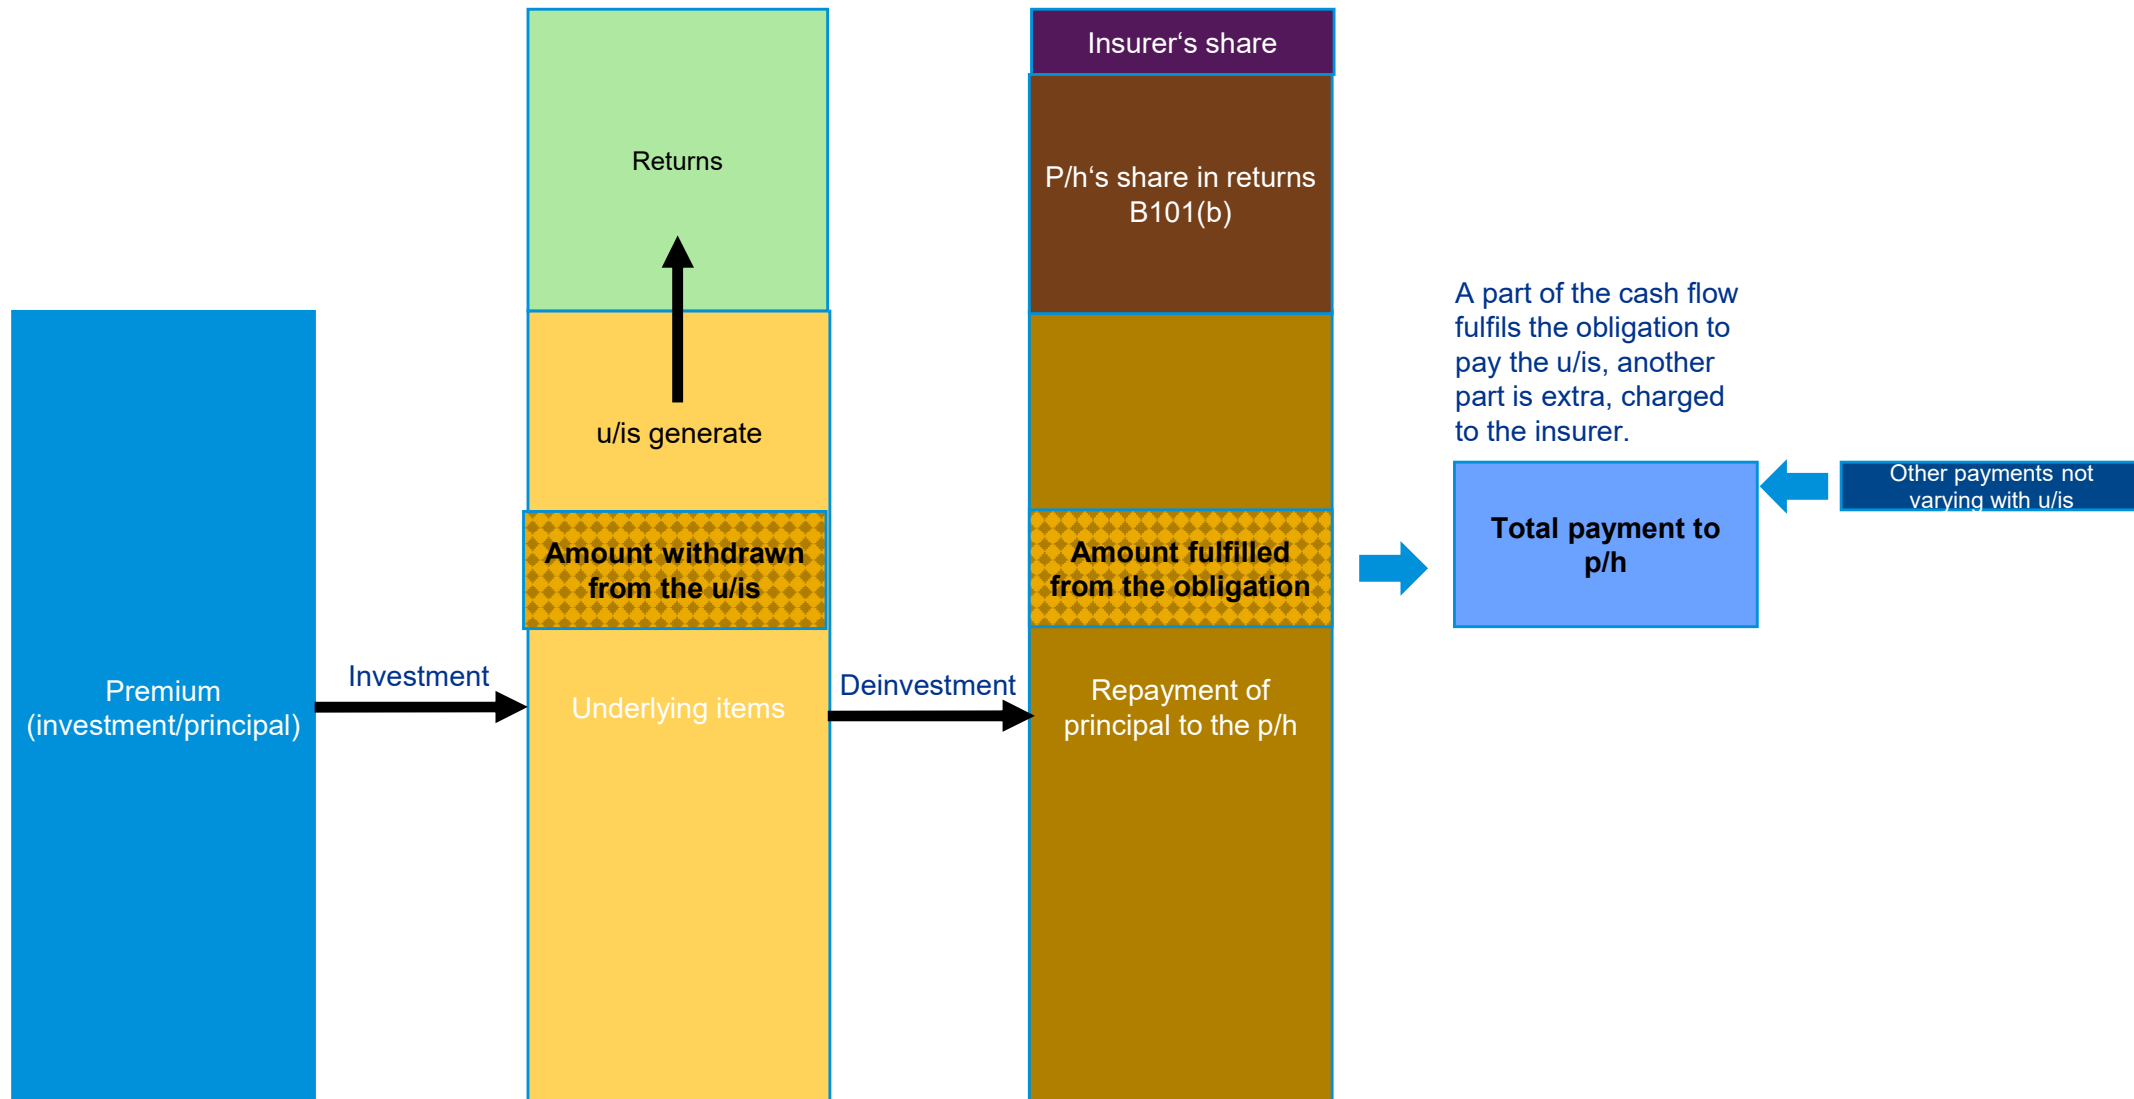 Insurer‘s share
Returns
P/h‘s share in returns
B101(b)
A part of the cash flow
fulfils the obligation to
pay the u/is, another
part is extra, charged
to the insurer.
u/is generate
Other payments not
varying with u/is
Amount withdrawn
from the u/is
Amount fulfilled
from the obligation
Total payment to
p/h
Premium
(investment/principal)
Investment
Underlying items
Deinvestment
Repayment of
principal to the p/h